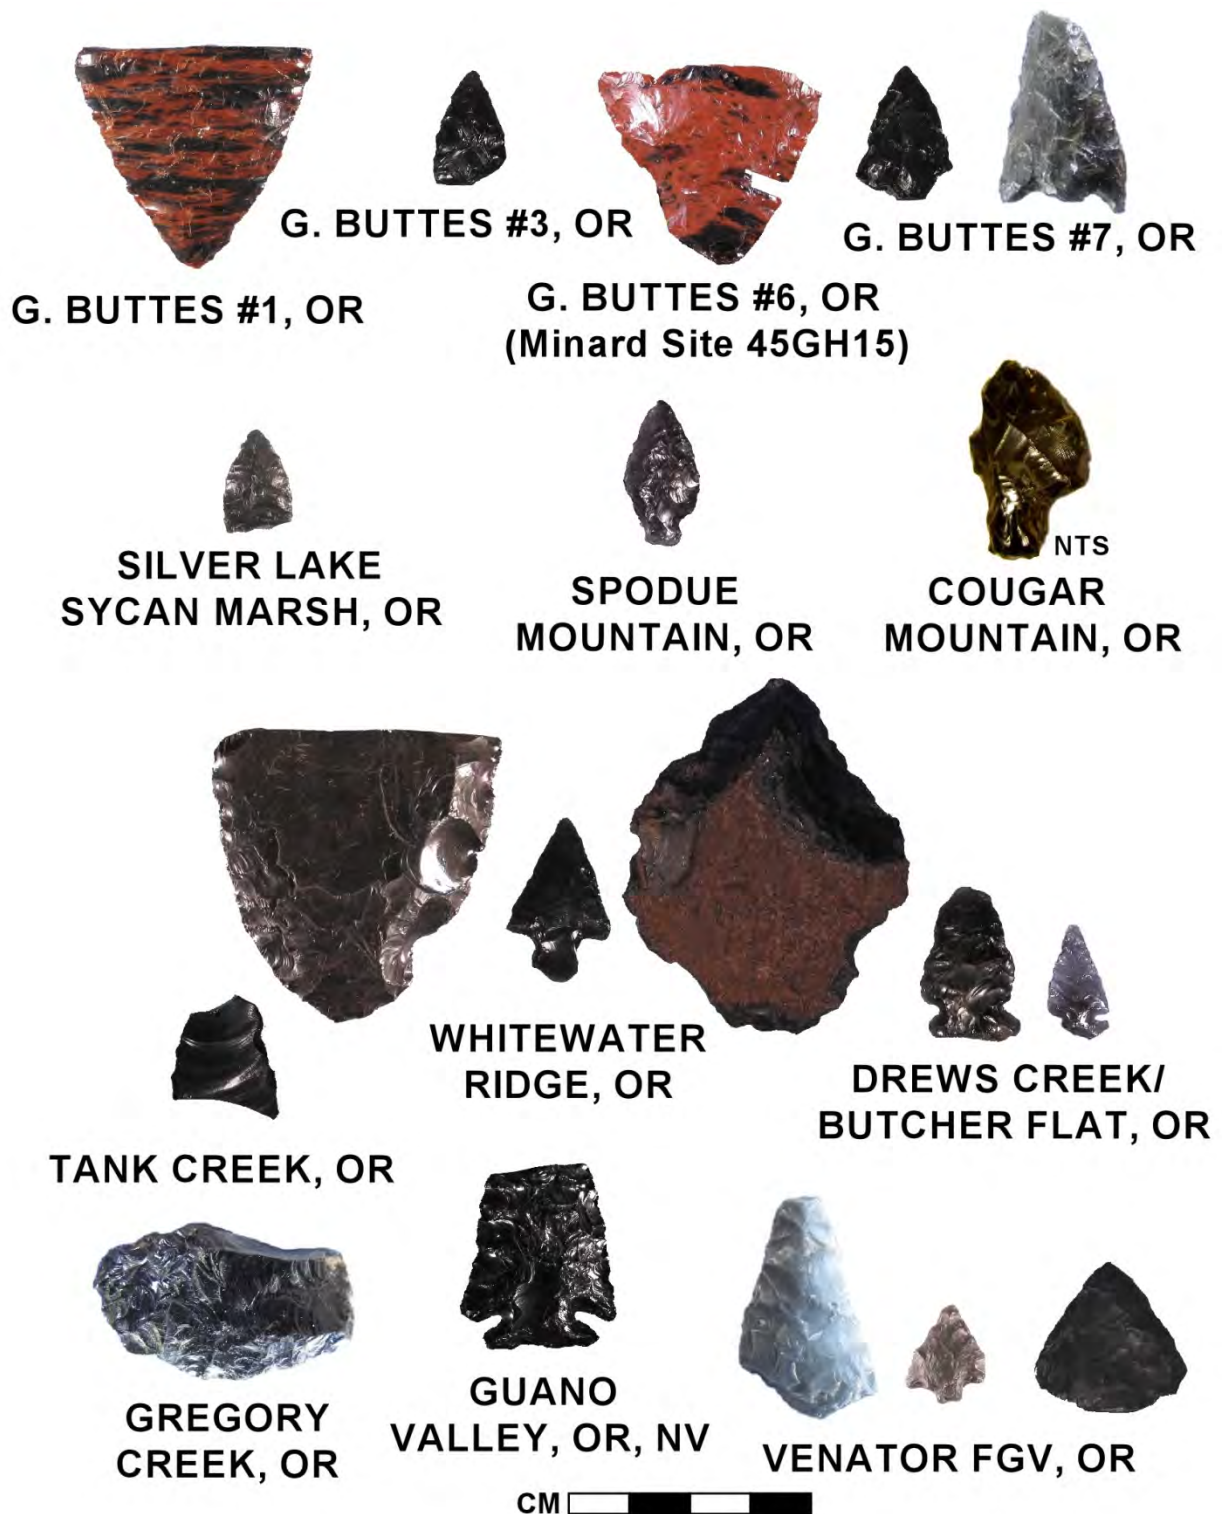 G. BUTTES #3, OR
G. BUTTES #7, OR
G. BUTTES #1, OR
G. BUTTES #6, OR
(Minard Site 45GH15)
SILVER LAKE
SYCAN MARSH, OR
SPODUE
MOUNTAIN, OR
NTS
COUGAR
MOUNTAIN, OR
WHITEWATER
RIDGE, OR
DREWS CREEK/
BUTCHER FLAT, OR
TANK CREEK, OR
GREGORY
CREEK, OR
GUANO
VALLEY, OR, NV
VENATOR FGV, OR
CM